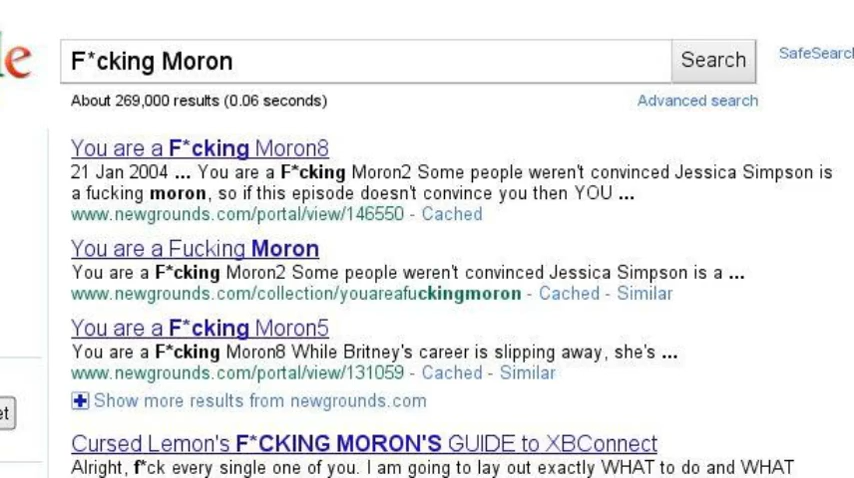 le
F*cking Moron
Search
SafeSearch
About 269,000 results (0.06 seconds)
Advanced search
You are a F*cking Moron8
21 Jan 2004 ... You are a F*cking Moron2 Some people weren't convinced Jessica Simpson is
a fucking moron, so if this episode doesn't convince you then YOU ...
www.newgrounds.com/portal/view/146550 - Cached
You are a Fucking Moron
You are a F*cking Moron2 Some people weren't convinced Jessica Simpson is a ...
www.newgrounds.com/collection/youareafuckingmoron - Cached - Similar
You are a F*cking Moron5
You are a F*cking Moron8 While Britney's career is slipping away, she's ...
www.newgrounds.com/portal/view/131059 - Cached - Similar
Show more results from newgrounds.com
et
Cursed Lemon's F*CKING MORON'S GUIDE to XBConnect
Alright, f*ck every single one of you. I am going to lay out exactly WHAT to do and WHAT